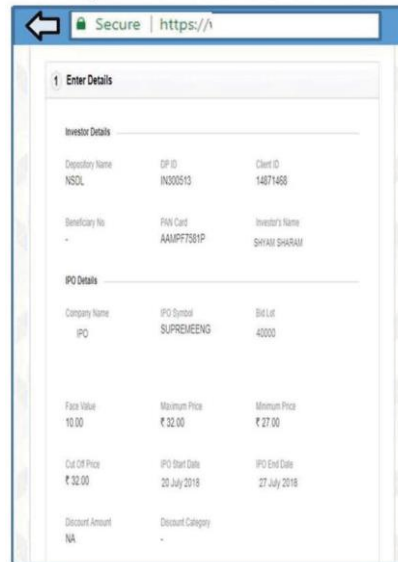 Secure | https://
1 Enter Details
Investor Details
Depository Name DP ID Client ID
NSDL IN300513 14871468
Beneficiary No PAN Card Investor's Name
- AAMPF7581P SHYAM SHARAM
IPO Details
Company Name IPO Symbol Bid Lot
IPO SUPREMEENG 40000
Face Value Maximum Price Minimum Price
10.00 ₹ 32.00 ₹ 27.00
Cut Off Price IPO Start Date IPO End Date
₹ 32.00 20 July 2018 27 July 2018
Discount Amount Discount Category
NA -